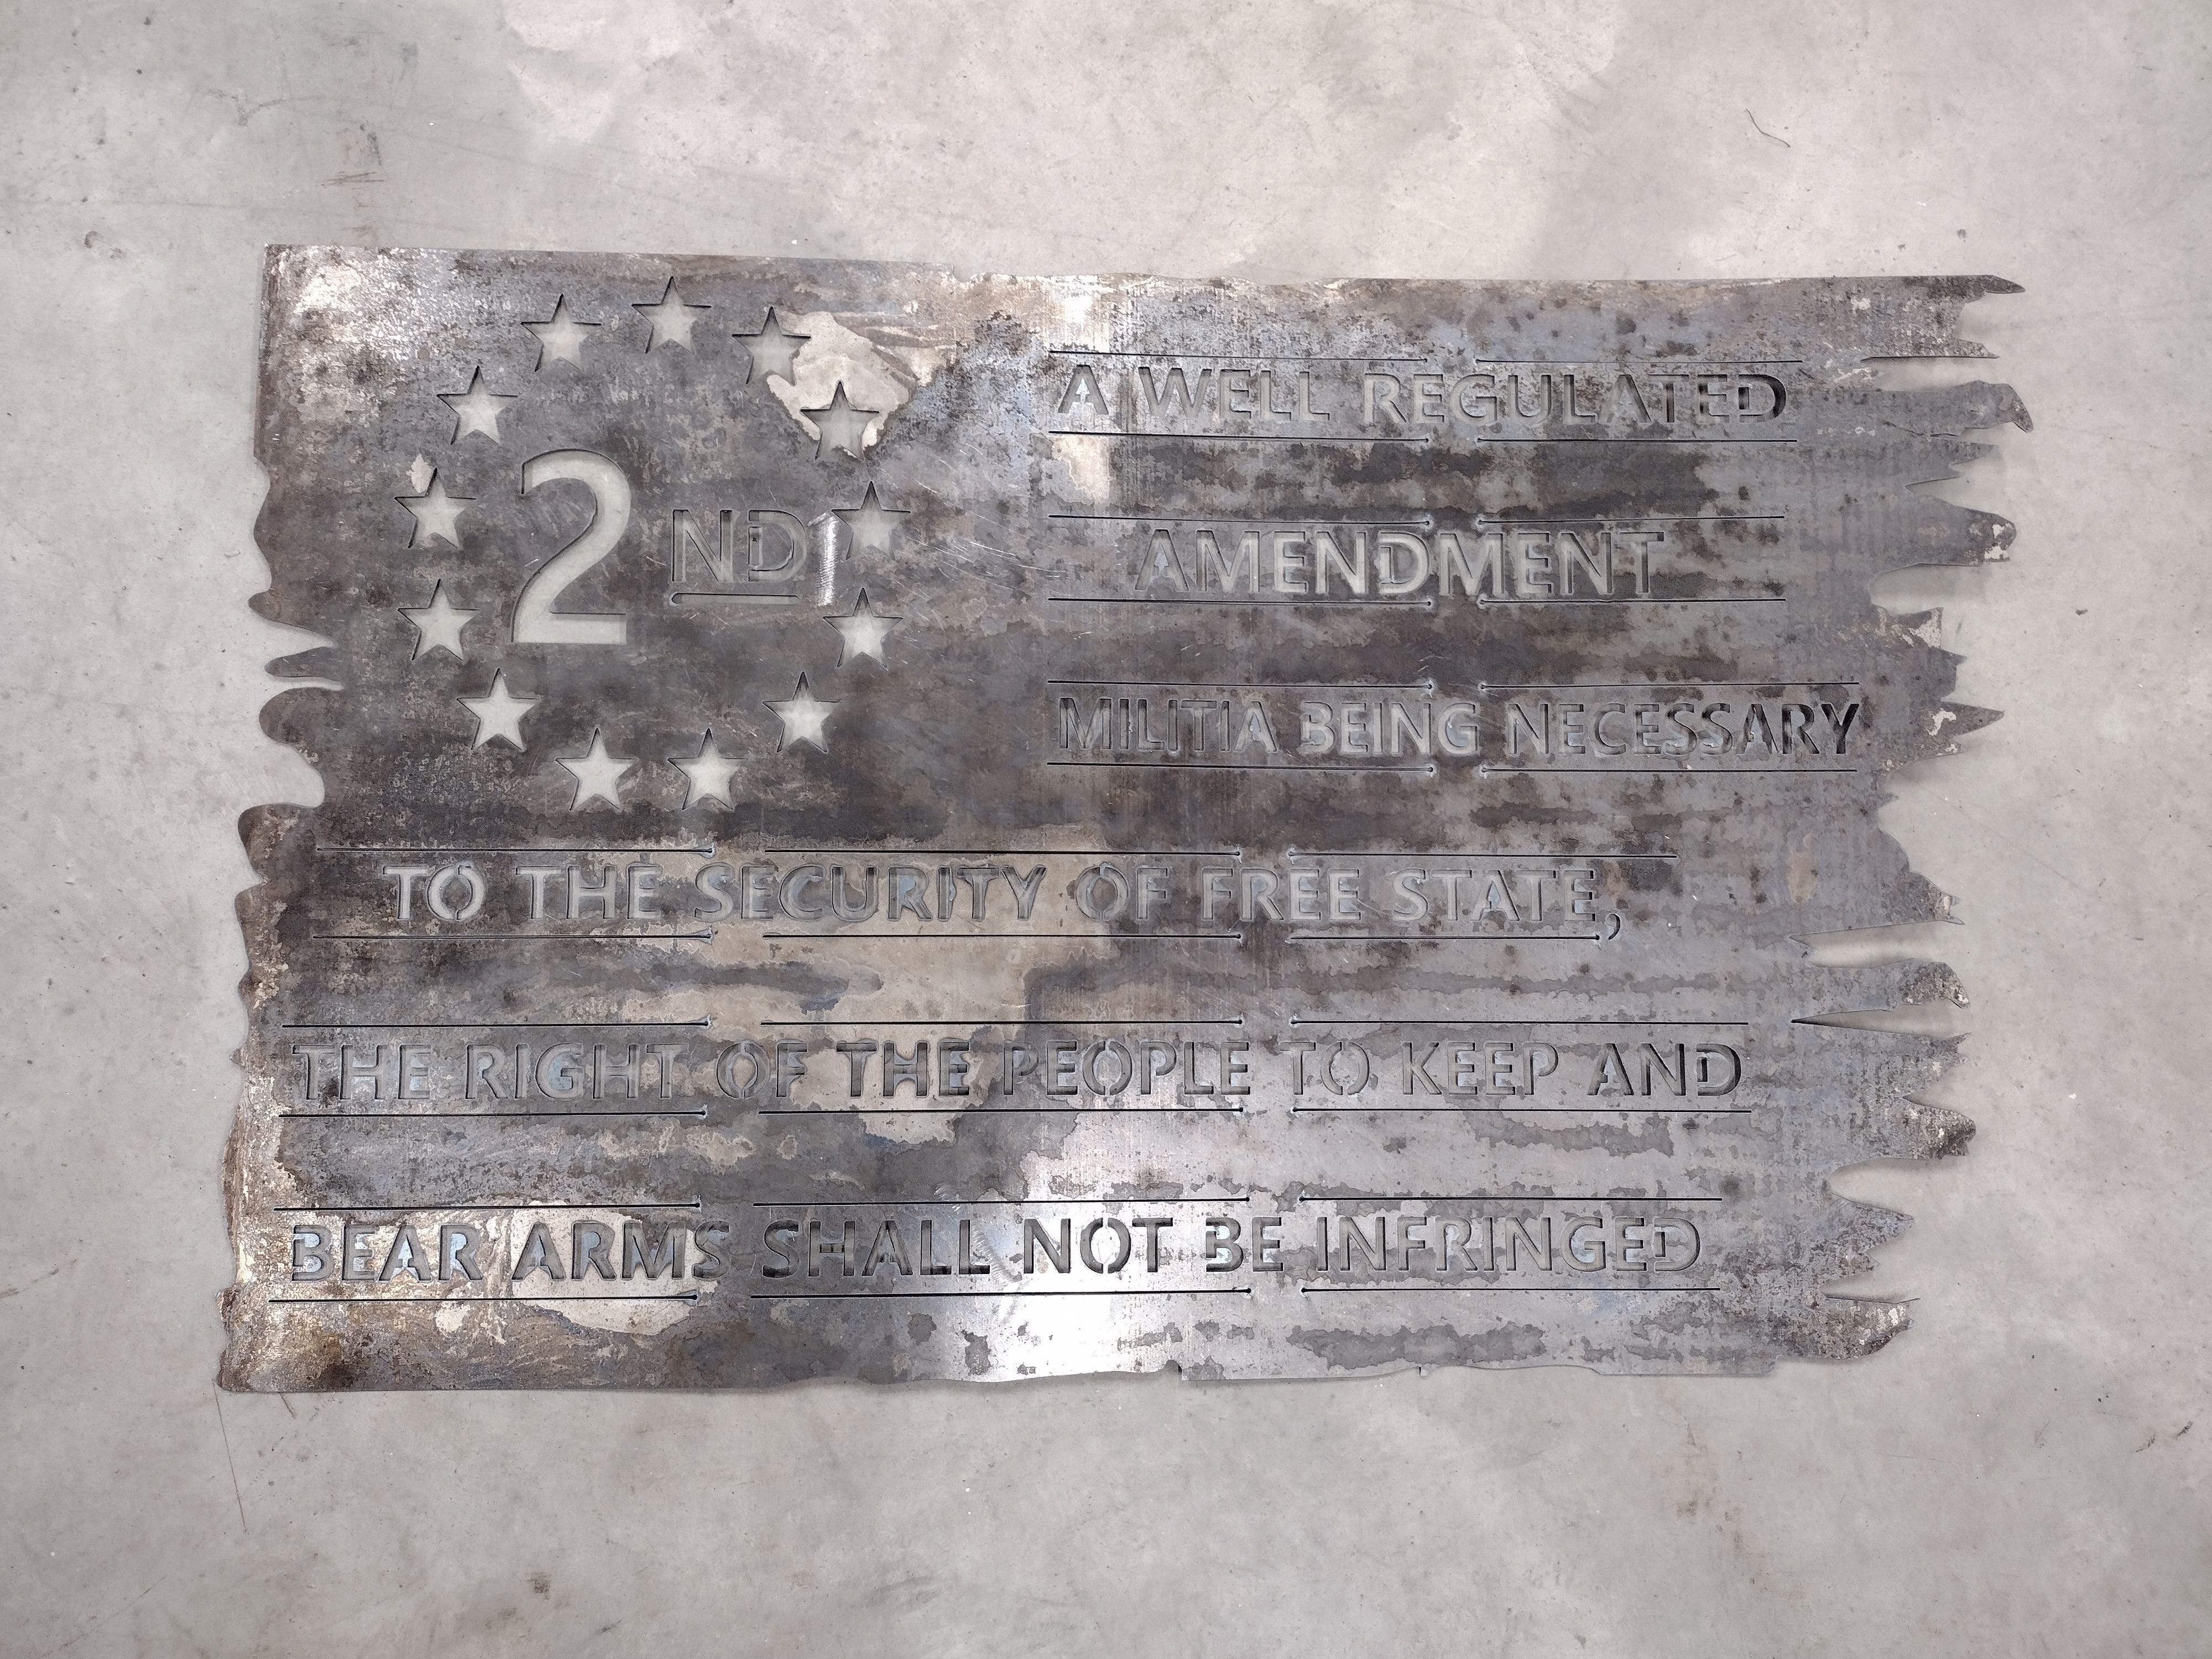 2ND
A WELL REGULATED
AMENDMENT
MILITIA BEING NECESSARY
TO THE SECURITY OF FREE STATE,
THE RIGHT OF THE PEOPLE TO KEEP AND
BEAR ARMS SHALL NOT BE INFRINGED